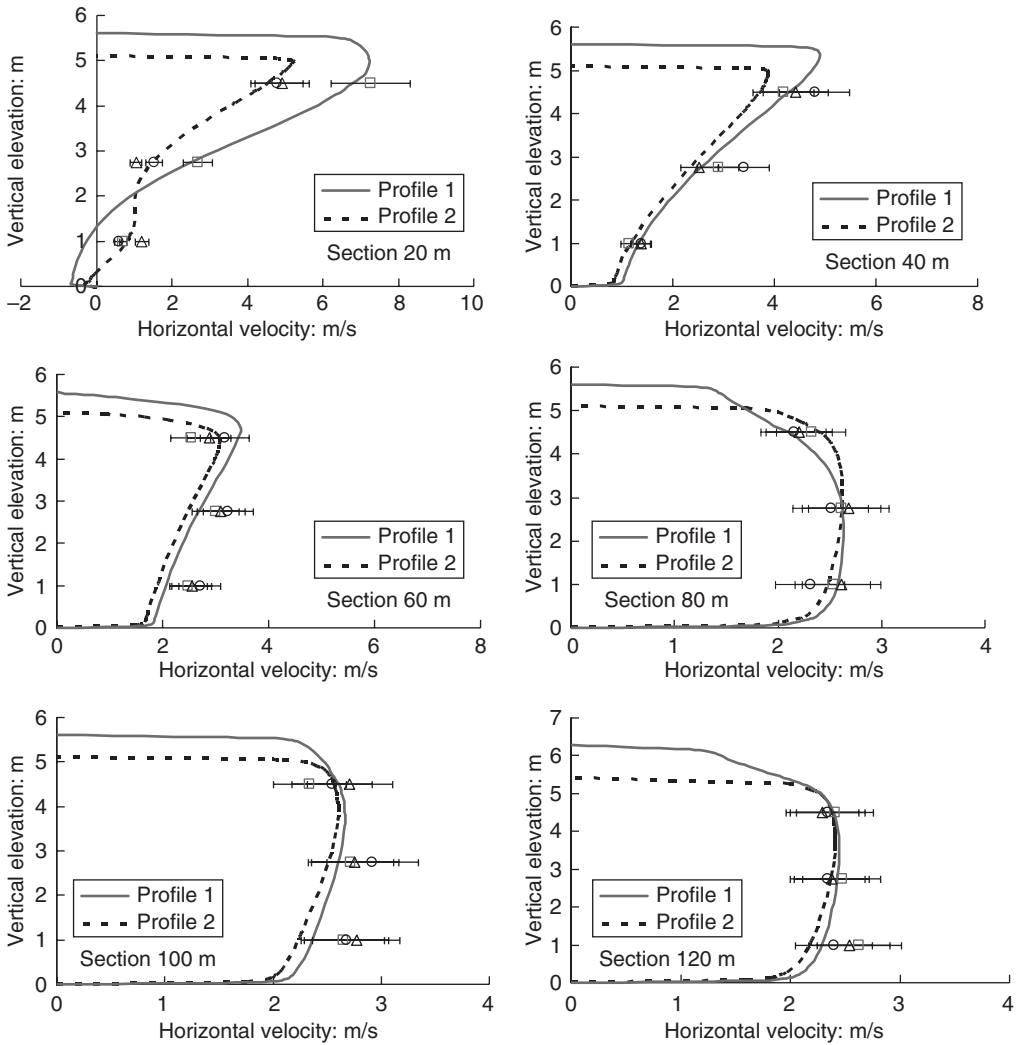 6
5
4
3
2
1
0
Vertical elevation: m
Profile 1
Profile 2
Section 20 m
–2 0 2 4 6 8 10
Horizontal velocity: m/s
6
5
4
3
2
1
0
Vertical elevation: m
Profile 1
Profile 2
Section 40 m
0 2 4 6 8
Horizontal velocity: m/s
6
5
4
3
2
1
0
Vertical elevation: m
Profile 1
Profile 2
Section 60 m
0 2 4 6 8
Horizontal velocity: m/s
6
5
4
3
2
1
0
Vertical elevation: m
Profile 1
Profile 2
Section 80 m
0 1 2 3 4
Horizontal velocity: m/s
6
5
4
3
2
1
0
Vertical elevation: m
Profile 1
Profile 2
Section 100 m
0 1 2 3 4
Horizontal velocity: m/s
7
6
5
4
3
2
1
0
Vertical elevation: m
Profile 1
Profile 2
Section 120 m
0 1 2 3 4
Horizontal velocity: m/s